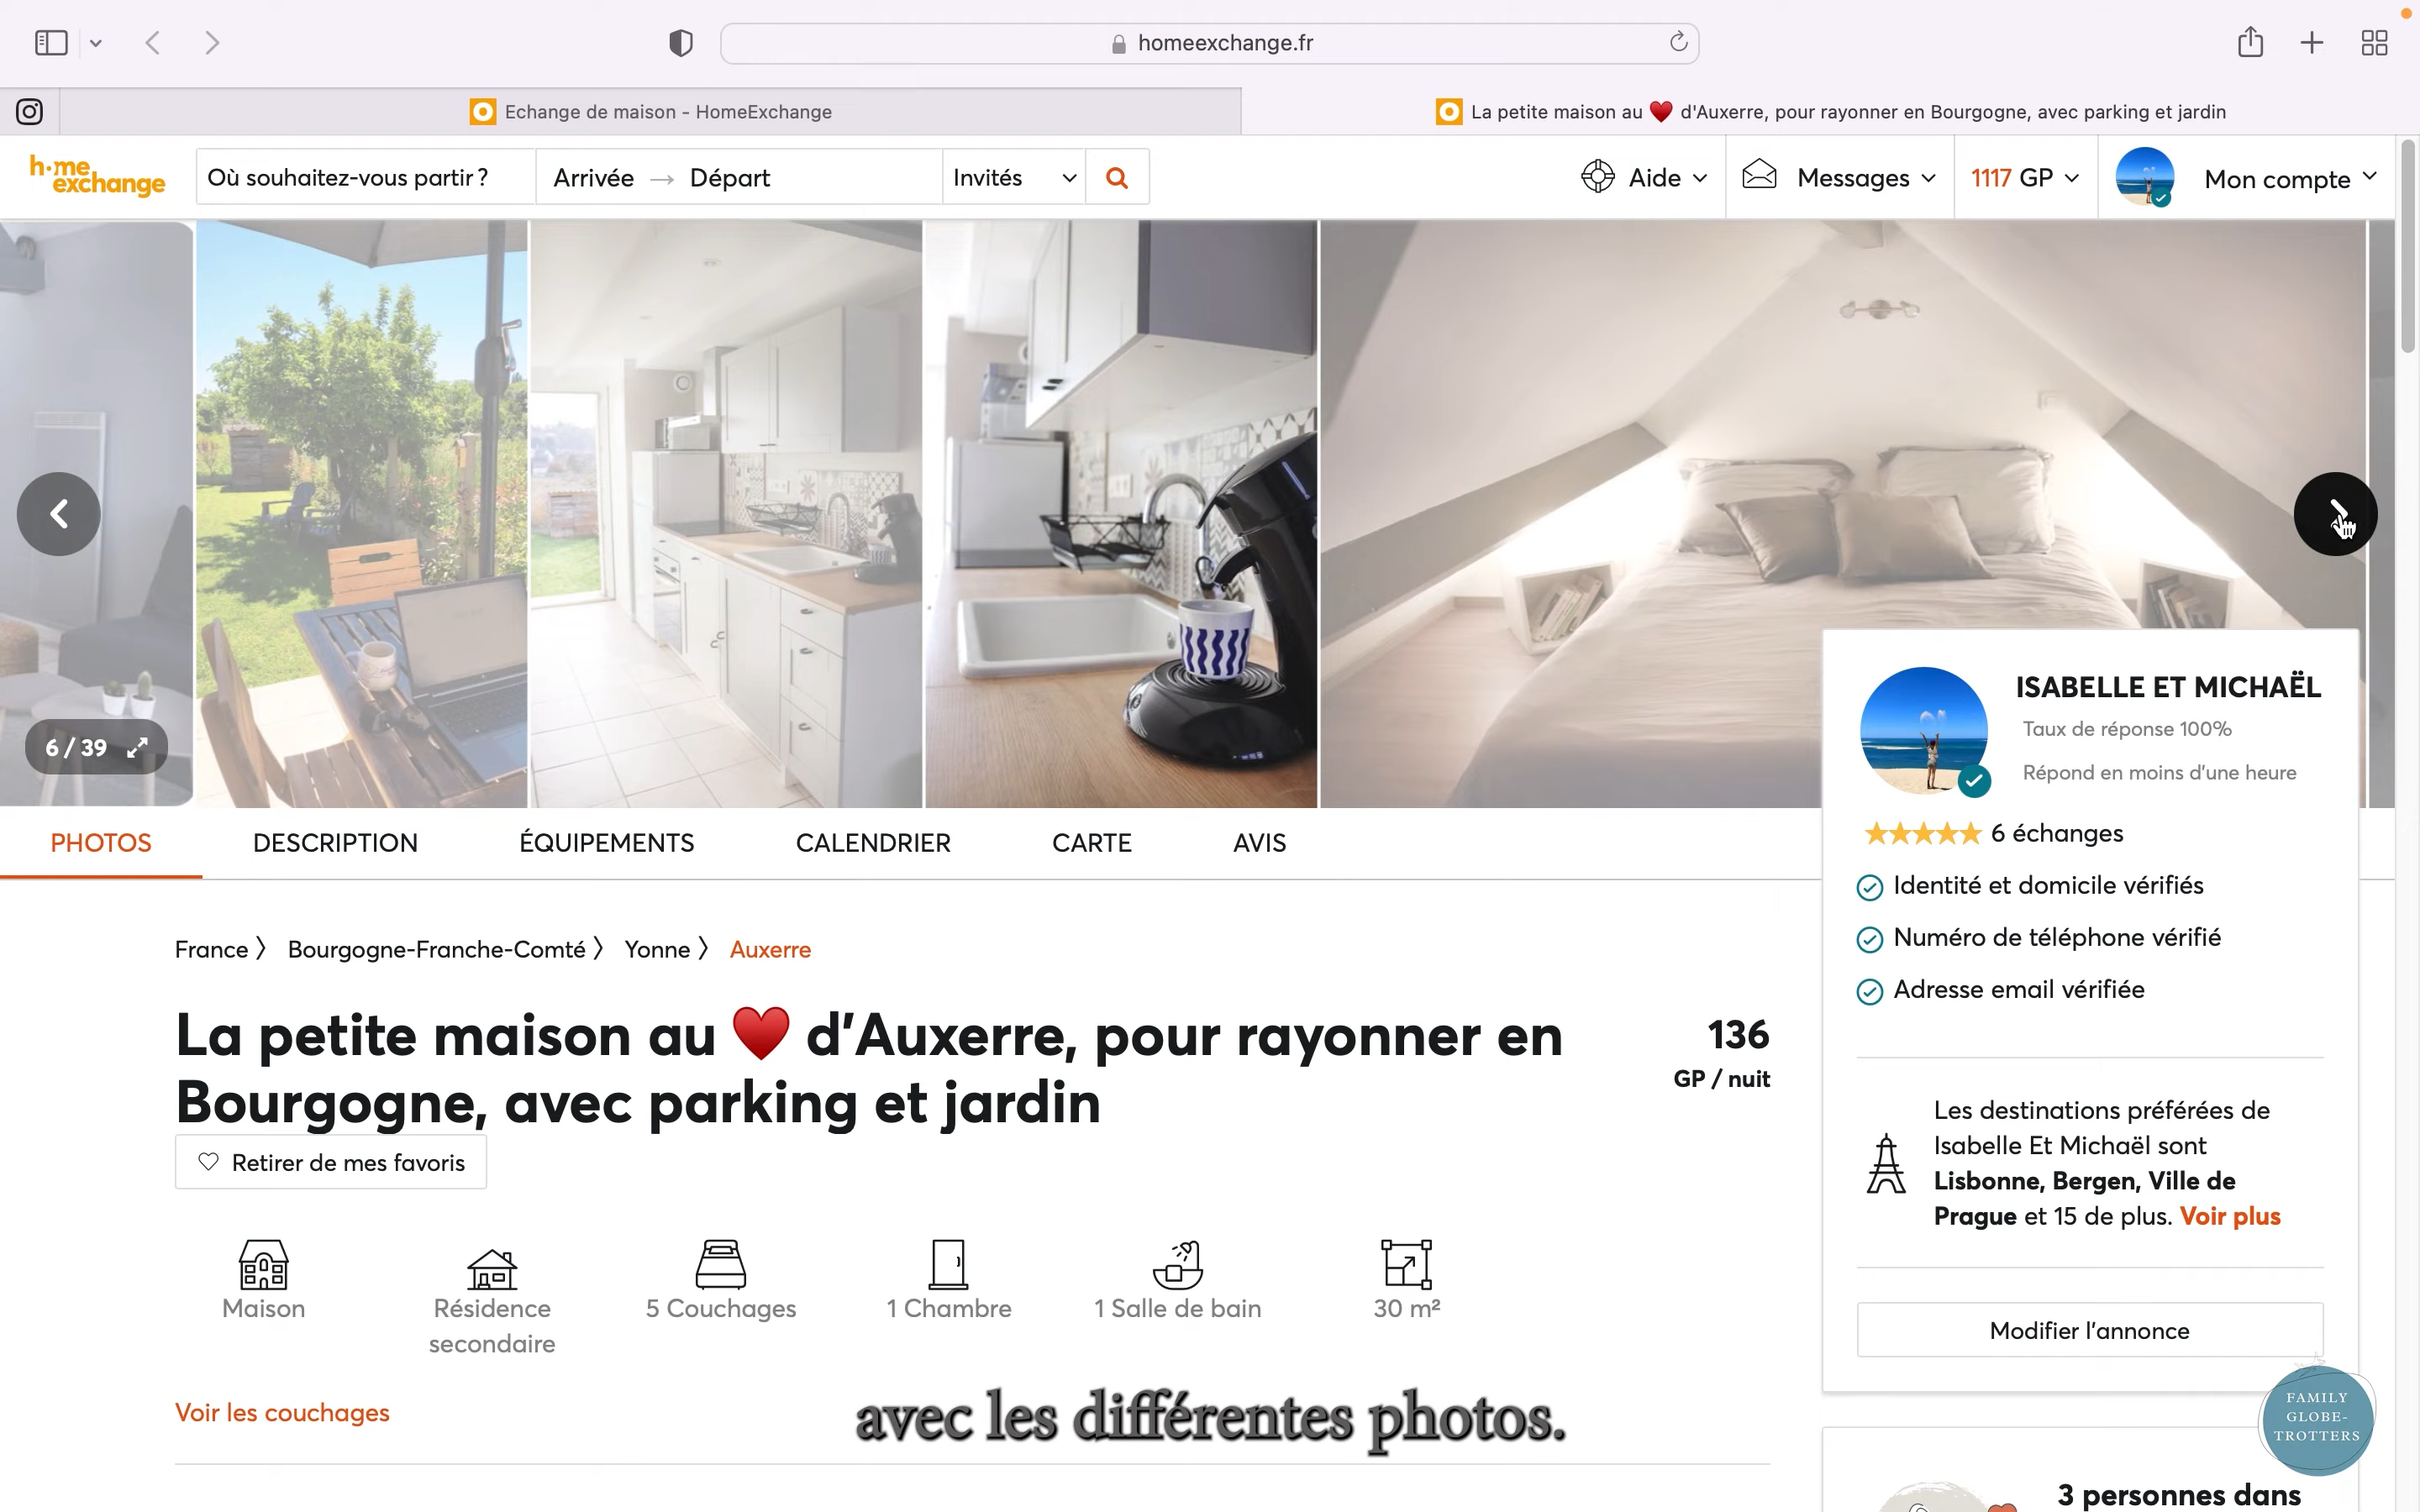 homeexchange.fr
Echange de maison - HomeExchange
La petite maison au ❤️ d'Auxerre, pour rayonner en Bourgogne, avec parking et jardin
h·me
exchange
Où souhaitez-vous partir ?
Arrivée → Départ
Invités
Aide
Messages
1117 GP
Mon compte
6 / 39
ISABELLE ET MICHAËL
Taux de réponse 100%
Répond en moins d'une heure
6 échanges
Identité et domicile vérifiés
Numéro de téléphone vérifié
Adresse email vérifiée
Les destinations préférées de
Isabelle Et Michaël sont
Lisbonne, Bergen, Ville de
Prague et 15 de plus. Voir plus
Modifier l'annonce
PHOTOS
DESCRIPTION
ÉQUIPEMENTS
CALENDRIER
CARTE
AVIS
France 〉 Bourgogne-Franche-Comté 〉 Yonne 〉 Auxerre
La petite maison au ❤️ d'Auxerre, pour rayonner en
Bourgogne, avec parking et jardin
136
GP / nuit
Retirer de mes favoris
Maison
Résidence
secondaire
5 Couchages
1 Chambre
1 Salle de bain
30 m²
Voir les couchages
avec les différentes photos.
FAMILY
GLOBE-
TROTTERS
3 personnes dans